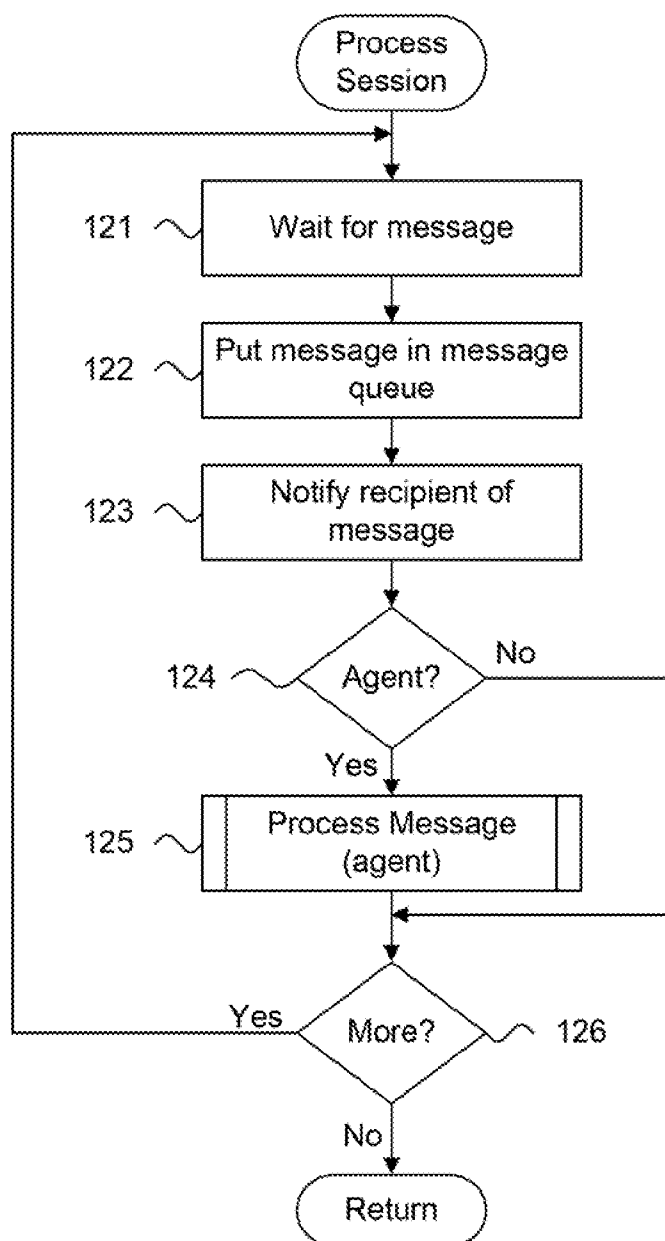 Process
Session
121
Wait for message
122
Put message in message
queue
123
Notify recipient of
message
124
Agent?
No
Yes
125
Process Message
(agent)
Yes
More?
126
No
Return